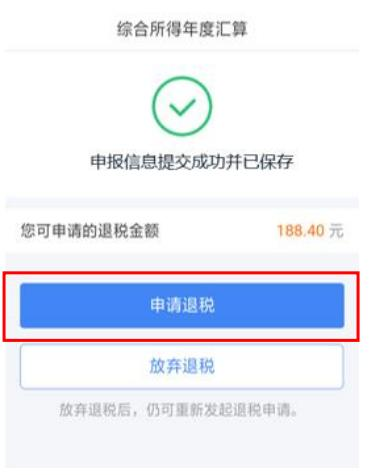 综合所得年度汇算
申报信息提交成功并已保存
您可申请的退税金额 188.40 元
申请退税
放弃退税
放弃退税后，仍可重新发起退税申请。